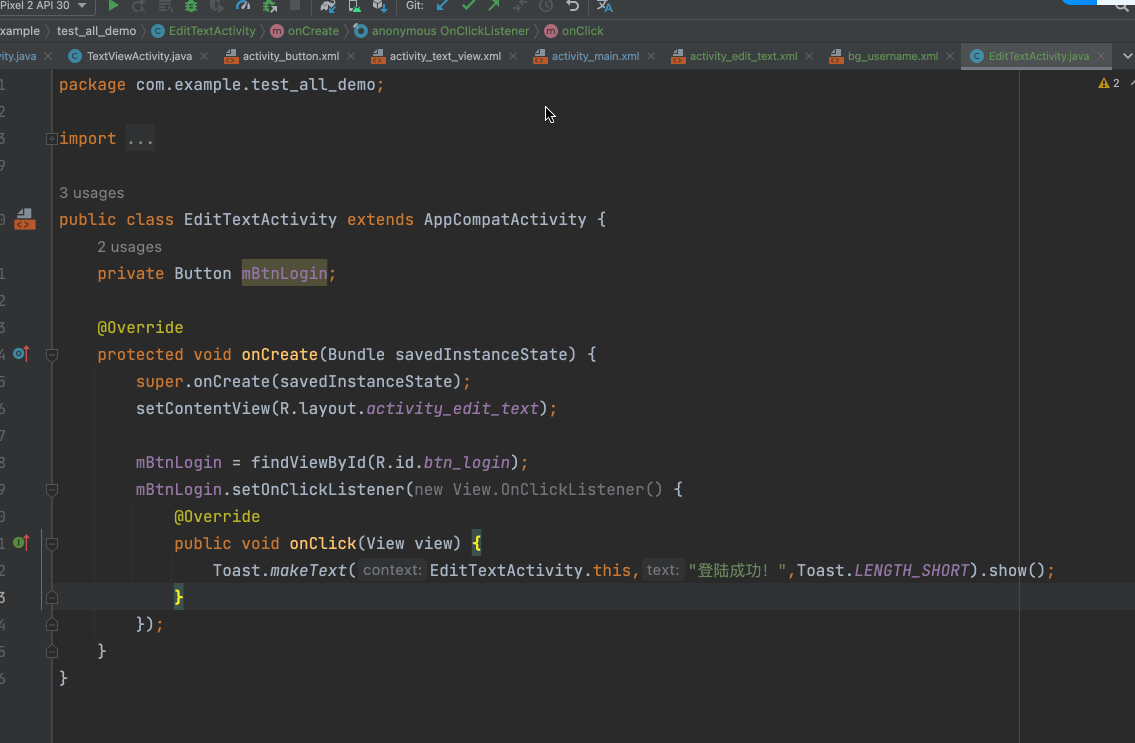 Pixel 2 API 30 Git:
xample test_all_demo EditTextActivity onCreate anonymous OnClickListener onClick
vity.java TextViewActivity.java activity_button.xml activity_text_view.xml activity_main.xml activity_edit_text.xml bg_username.xml EditTextActivity.java
1 package com.example.test_all_demo; 2
2
3 import ...
9
3 usages
0 public class EditTextActivity extends AppCompatActivity {
2 usages
1 private Button mBtnLogin;
2
3 @Override
4 protected void onCreate(Bundle savedInstanceState) {
5 super.onCreate(savedInstanceState);
6 setContentView(R.layout.activity_edit_text);
7
8 mBtnLogin = findViewById(R.id.btn_login);
9 mBtnLogin.setOnClickListener(new View.OnClickListener() {
0 @Override
1 public void onClick(View view) {
2 Toast.makeText( context: EditTextActivity.this, text: "登陆成功！",Toast.LENGTH_SHORT).show();
3 }
4 });
5 }
6 }